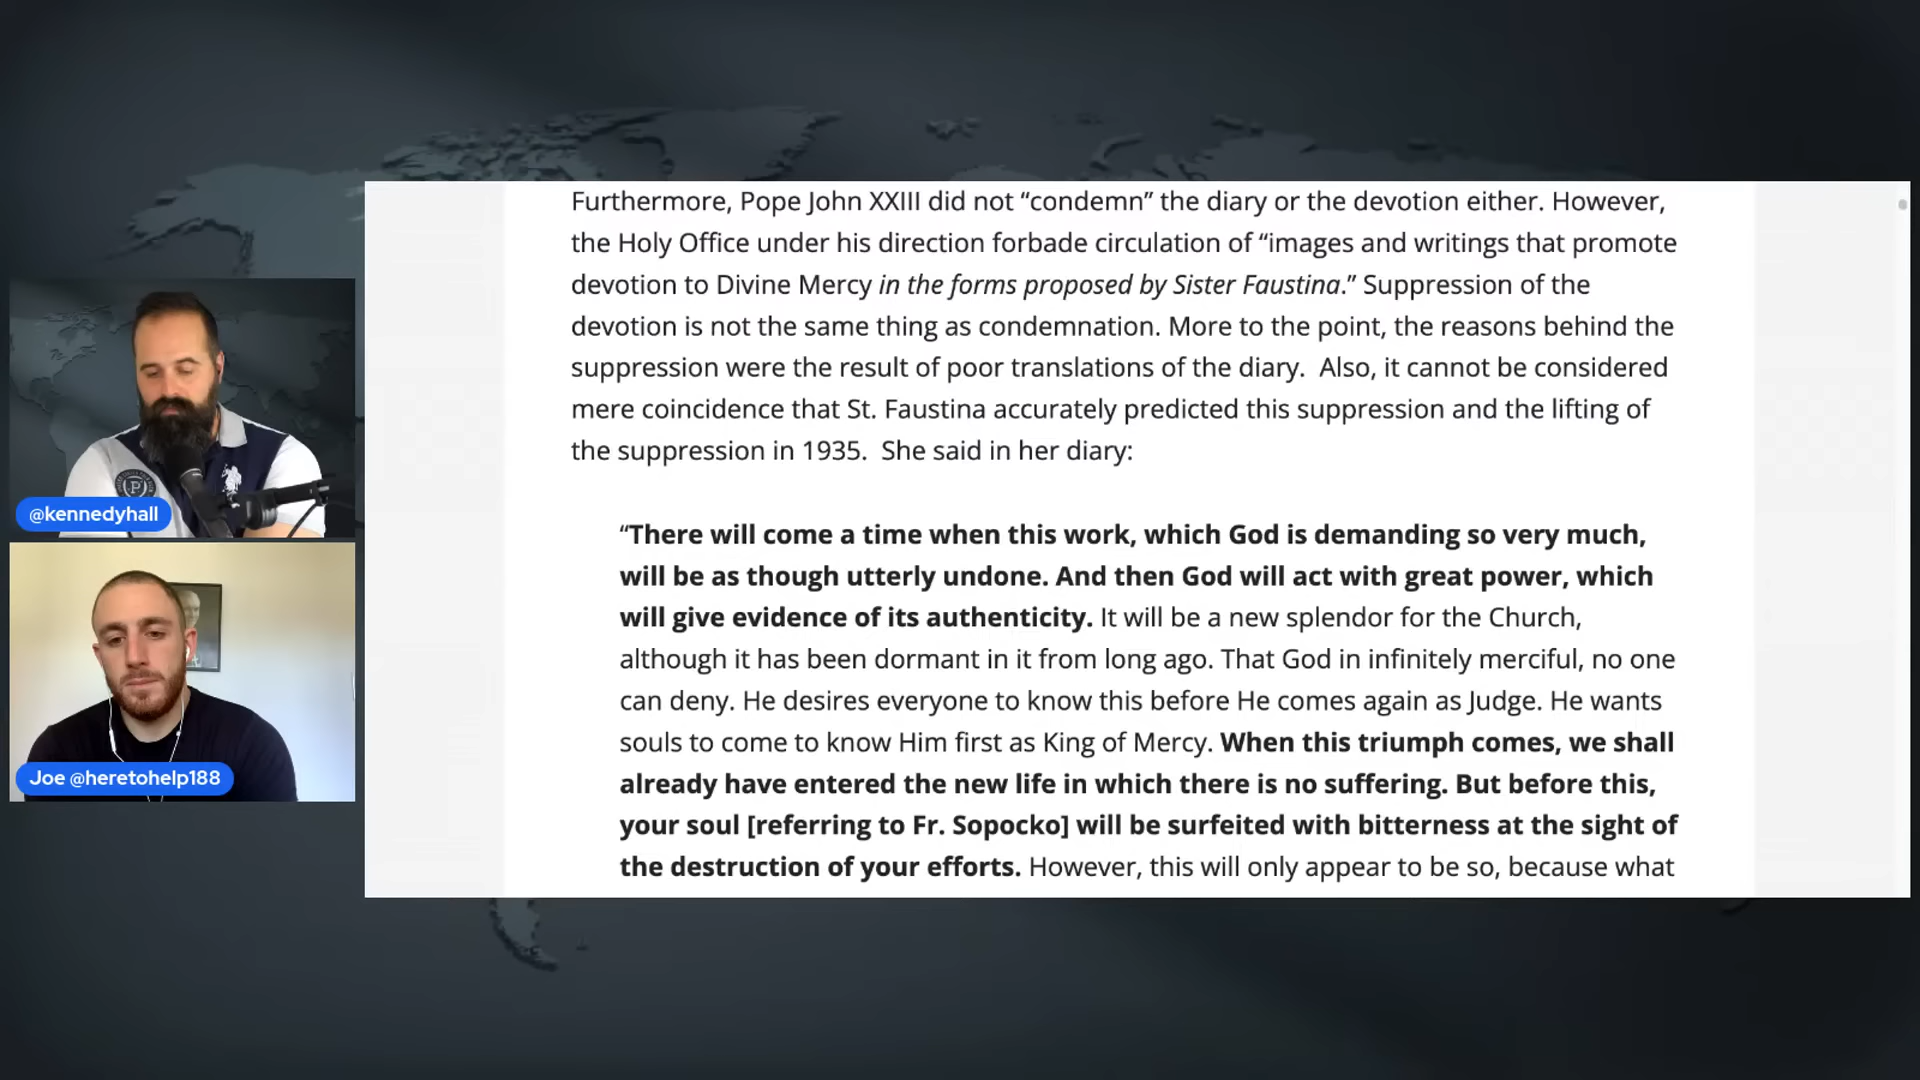 Furthermore, Pope John XXIII did not “condemn” the diary or the devotion either. However,
the Holy Office under his direction forbade circulation of “images and writings that promote
devotion to Divine Mercy in the forms proposed by Sister Faustina.” Suppression of the
devotion is not the same thing as condemnation. More to the point, the reasons behind the
suppression were the result of poor translations of the diary.  Also, it cannot be considered
mere coincidence that St. Faustina accurately predicted this suppression and the lifting of
the suppression in 1935.  She said in her diary:
“There will come a time when this work, which God is demanding so very much,
will be as though utterly undone. And then God will act with great power, which
will give evidence of its authenticity. It will be a new splendor for the Church,
although it has been dormant in it from long ago. That God in infinitely merciful, no one
can deny. He desires everyone to know this before He comes again as Judge. He wants
souls to come to know Him first as King of Mercy. When this triumph comes, we shall
already have entered the new life in which there is no suffering. But before this,
your soul [referring to Fr. Sopocko] will be surfeited with bitterness at the sight of
the destruction of your efforts. However, this will only appear to be so, because what
@kennedyhall
Joe @heretohelp188
P